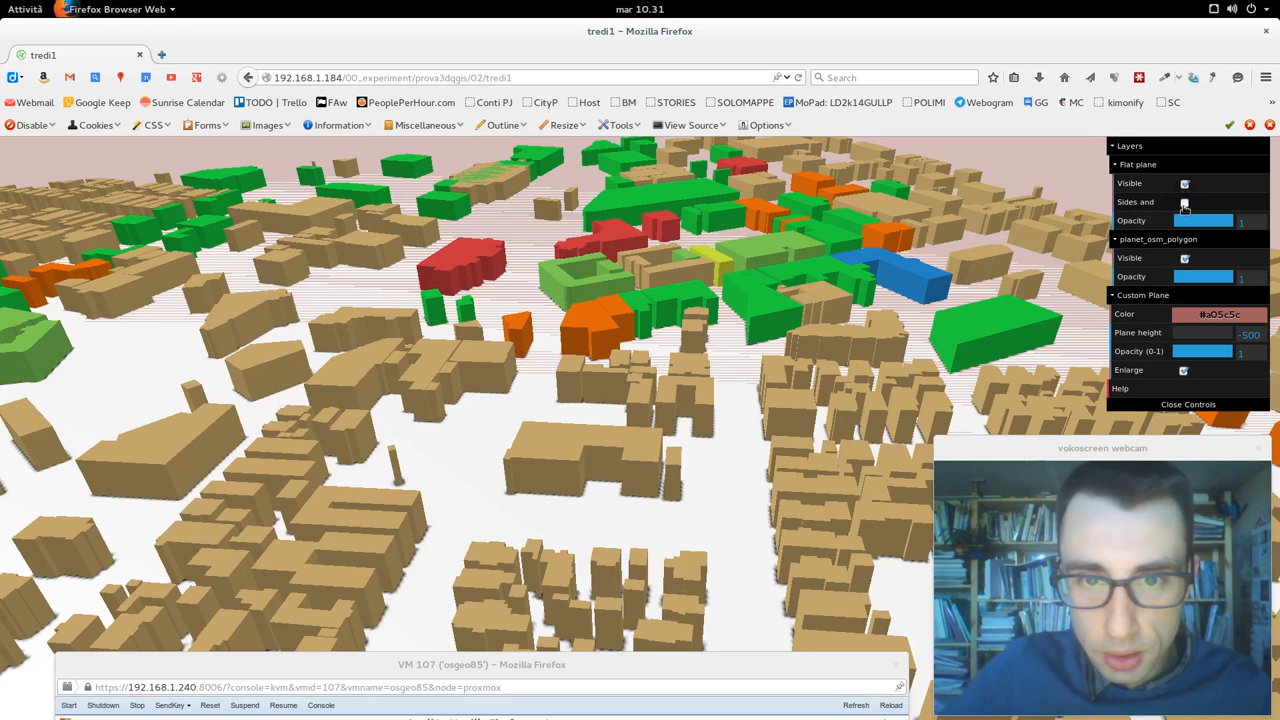 Attività Firefox Browser Web mar 10.31
tredi1 – Mozilla Firefox
tredi1
192.168.1.184/00_experiment/prova3dqgis/02/tredi1 Search
Webmail Google Keep Sunrise Calendar TODO | Trello FAw PeoplePerHour.com Conti PJ CityP Host BM STORIES SOLOMAPPE MoPad: LD2k14GULLP POLIMI Webogram GG MC kimonify SC
Disable Cookies CSS Forms Images Information Miscellaneous Outline Resize Tools View Source Options
Layers
Flat plane
Visible
Sides and
Opacity 1
planet_osm_polygon
Visible
Opacity 1
Custom Plane
Color #a05c5c
Plane height -500
Opacity (0-1) 1
Enlarge
Help
Close Controls
vokoscreen webcam
VM 107 ('osgeo85') – Mozilla Firefox
https://192.168.1.240:8006/?console=kvm&vmid=107&vmname=osgeo85&node=proxmox
Start Shutdown Stop SendKey Reset Suspend Resume Console Refresh Reload